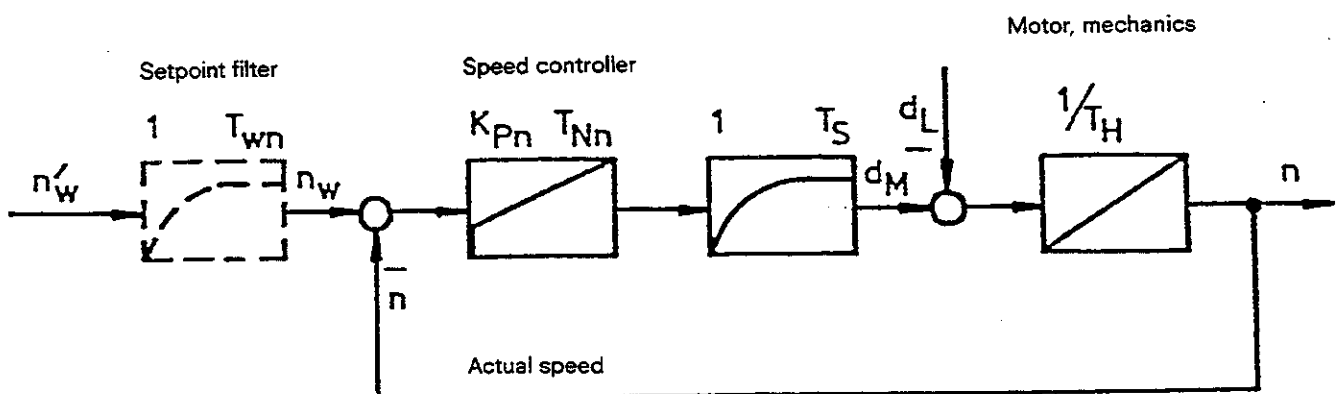 Motor, mechanics
Setpoint filter
Speed controller
1 T_wn
K_Pn T_Nn
1 T_S
d_L
1/T_H
n'_w
n_w
d_M
n
–
–
n
Actual speed